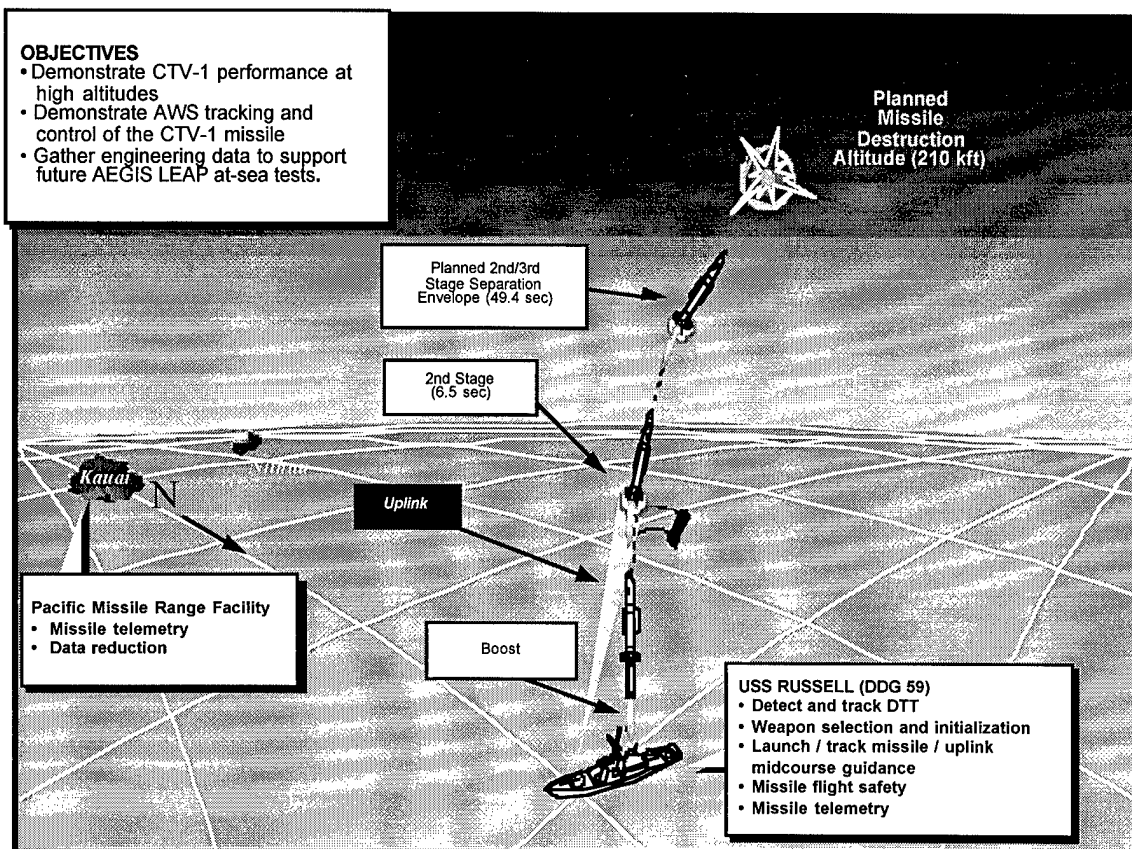 OBJECTIVES
• Demonstrate CTV-1 performance at
high altitudes
• Demonstrate AWS tracking and
control of the CTV-1 missile
• Gather engineering data to support
future AEGIS LEAP at-sea tests.
Planned
Missile
Destruction
Altitude (210 kft)
Planned 2nd/3rd
Stage Separation
Envelope (49.4 sec)
2nd Stage
(6.5 sec)
Niihau
Kauai
N
Uplink
Pacific Missile Range Facility
• Missile telemetry
• Data reduction
Boost
USS RUSSELL (DDG 59)
• Detect and track DTT
• Weapon selection and initialization
• Launch / track missile / uplink
midcourse guidance
• Missile flight safety
• Missile telemetry